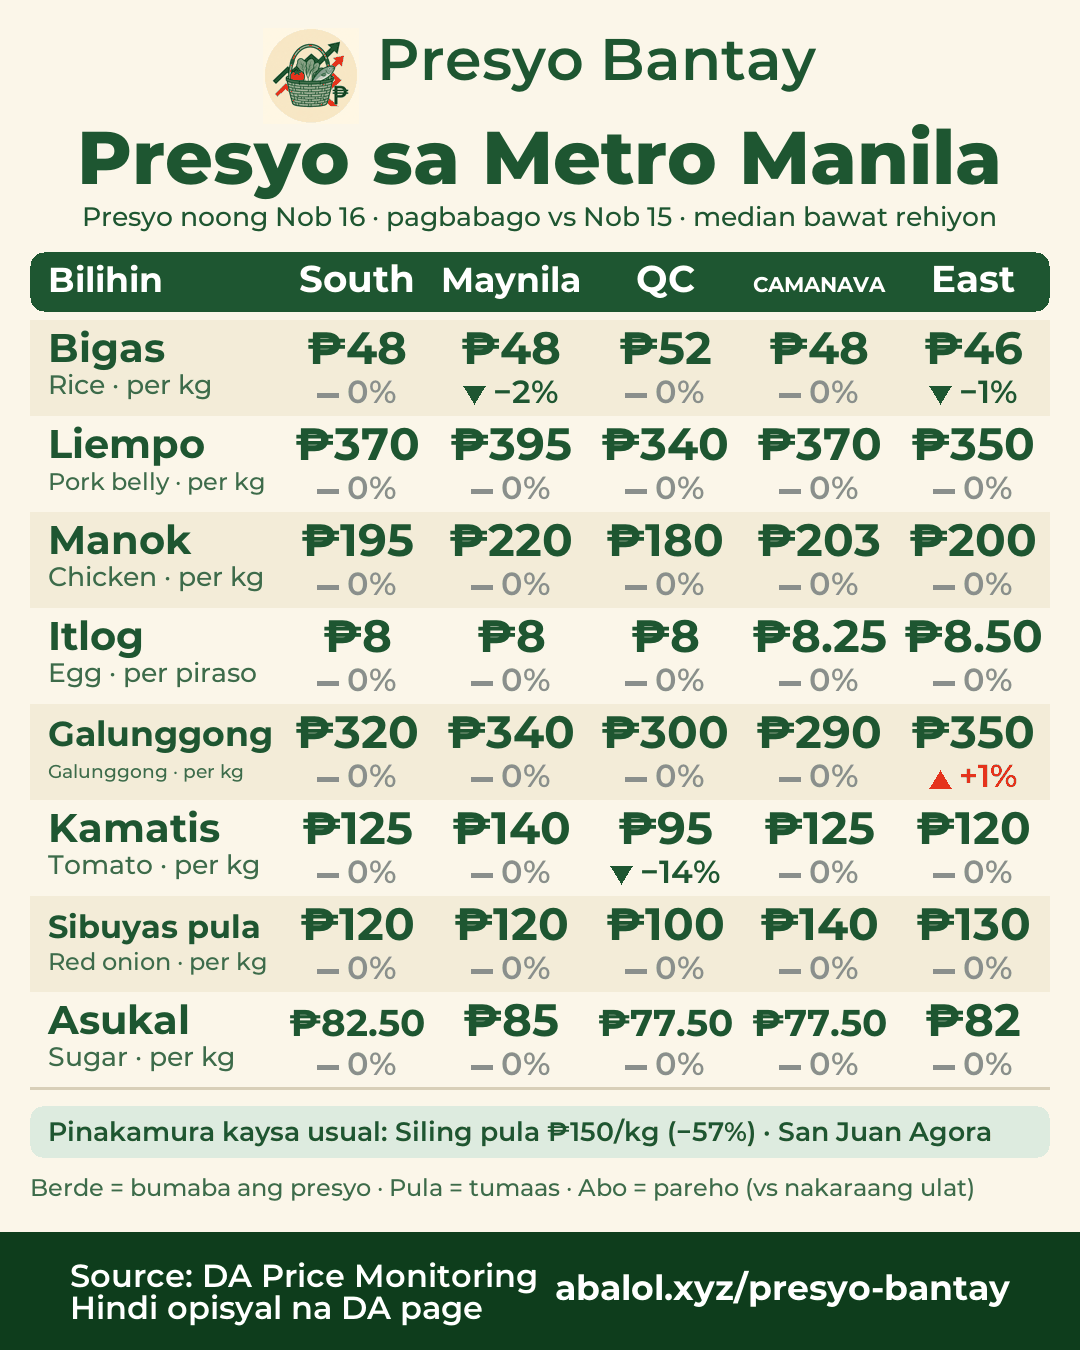 ₱
Presyo Bantay
Presyo sa Metro Manila
Presyo noong Nob 16 · pagbabago vs Nob 15 · median bawat rehiyon
Bilihin South Maynila QC CAMANAVA East
Bigas ₱48 ₱48 ₱52 ₱48 ₱46
Rice · per kg — 0% ▼ −2% — 0% — 0% ▼ −1%
Liempo ₱370 ₱395 ₱340 ₱370 ₱350
Pork belly · per kg — 0% — 0% — 0% — 0% — 0%
Manok ₱195 ₱220 ₱180 ₱203 ₱200
Chicken · per kg — 0% — 0% — 0% — 0% — 0%
Itlog ₱8 ₱8 ₱8 ₱8.25 ₱8.50
Egg · per piraso — 0% — 0% — 0% — 0% — 0%
Galunggong ₱320 ₱340 ₱300 ₱290 ₱350
Galunggong · per kg — 0% — 0% — 0% — 0% ▲ +1%
Kamatis ₱125 ₱140 ₱95 ₱125 ₱120
Tomato · per kg — 0% — 0% ▼ −14% — 0% — 0%
Sibuyas pula ₱120 ₱120 ₱100 ₱140 ₱130
Red onion · per kg — 0% — 0% — 0% — 0% — 0%
Asukal ₱82.50 ₱85 ₱77.50 ₱77.50 ₱82
Sugar · per kg — 0% — 0% — 0% — 0% — 0%
Pinakamura kaysa usual: Siling pula ₱150/kg (−57%) · San Juan Agora
Berde = bumaba ang presyo · Pula = tumaas · Abo = pareho (vs nakaraang ulat)
Source: DA Price Monitoring
Hindi opisyal na DA page
abalol.xyz/presyo-bantay